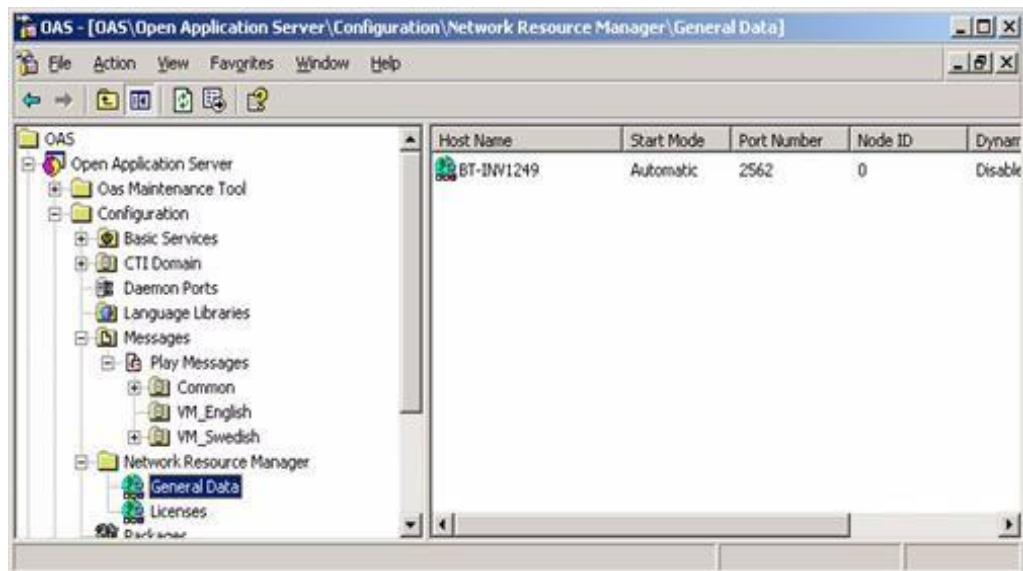 OAS - [OAS\Open Application Server\Configuration\Network Resource Manager\General Data]
File Action View Favorites Window Help
OAS
Open Application Server
Oas Maintenance Tool
Configuration
Basic Services
CTI Domain
Daemon Ports
Language Libraries
Messages
Play Messages
Common
VM_English
VM_Swedish
Network Resource Manager
General Data
Licenses
Packages
Host Name Start Mode Port Number Node ID Dynam
BT-INV1249 Automatic 2562 0 Disable